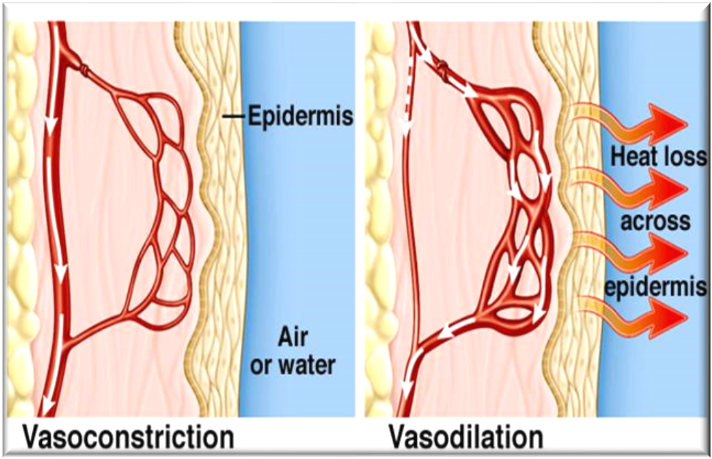 Epidermis
Air
or water
Vasoconstriction
Heat loss
across
epidermis
Vasodilation